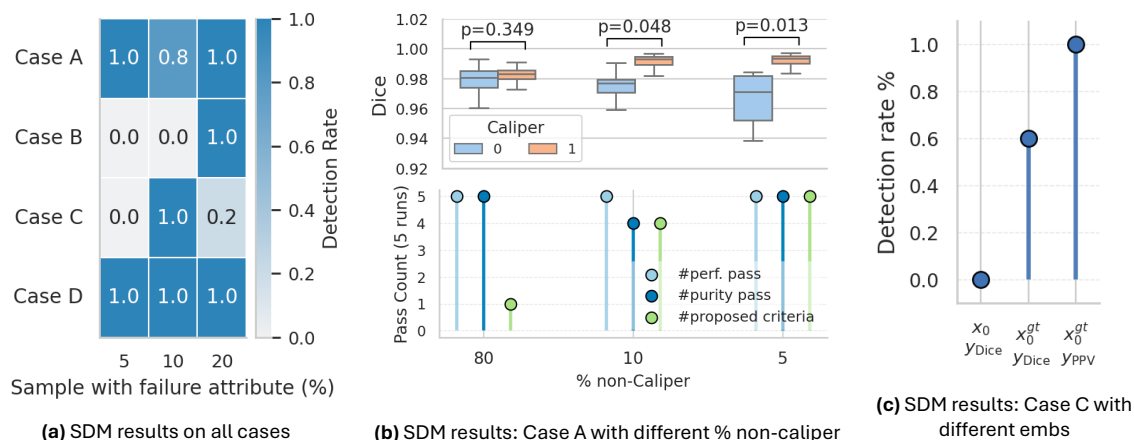 Case A
Case B
Case C
Case D
1.0 0.8 1.0
0.0 0.0 1.0
0.0 1.0 0.2
1.0 1.0 1.0
5 10 20
Sample with failure attribute (%)
1.0
0.8
0.6
0.4
0.2
0.0
Detection Rate
(a) SDM results on all cases
p=0.349 p=0.048 p=0.013
Dice
1.02
1.00
0.98
0.96
0.94
0.92
Caliper
0 1
Pass Count (5 runs)
5
4
3
2
1
0
#perf. pass
#purity pass
#proposed criteria
80 10 5
% non-Caliper
(b) SDM results: Case A with different % non-caliper
Detection rate %
1.0
0.8
0.6
0.4
0.2
0.0
x₀ x₀ᵍᵗ x₀ᵍᵗ
y_Dice y_Dice y_PPV
(c) SDM results: Case C with
different embs